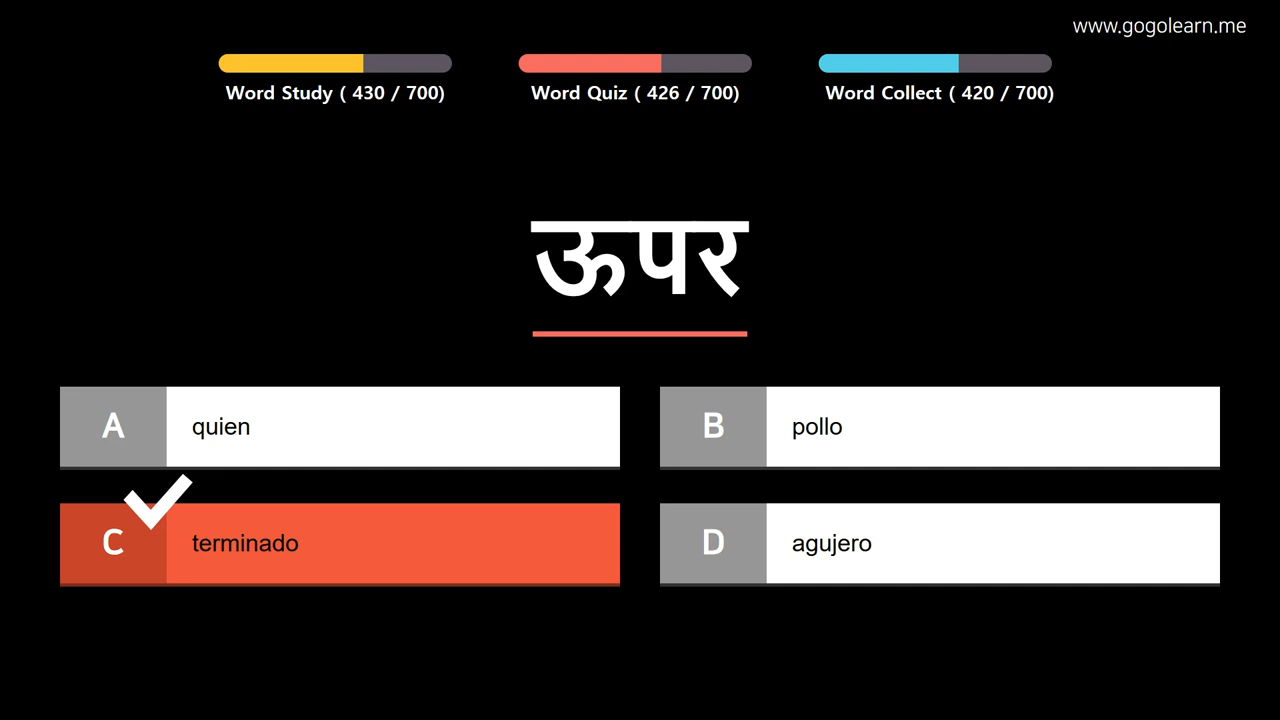 www.gogolearn.me
Word Study ( 430 / 700)
Word Quiz ( 426 / 700)
Word Collect ( 420 / 700)
ऊपर
A quien
B pollo
C terminado
D agujero